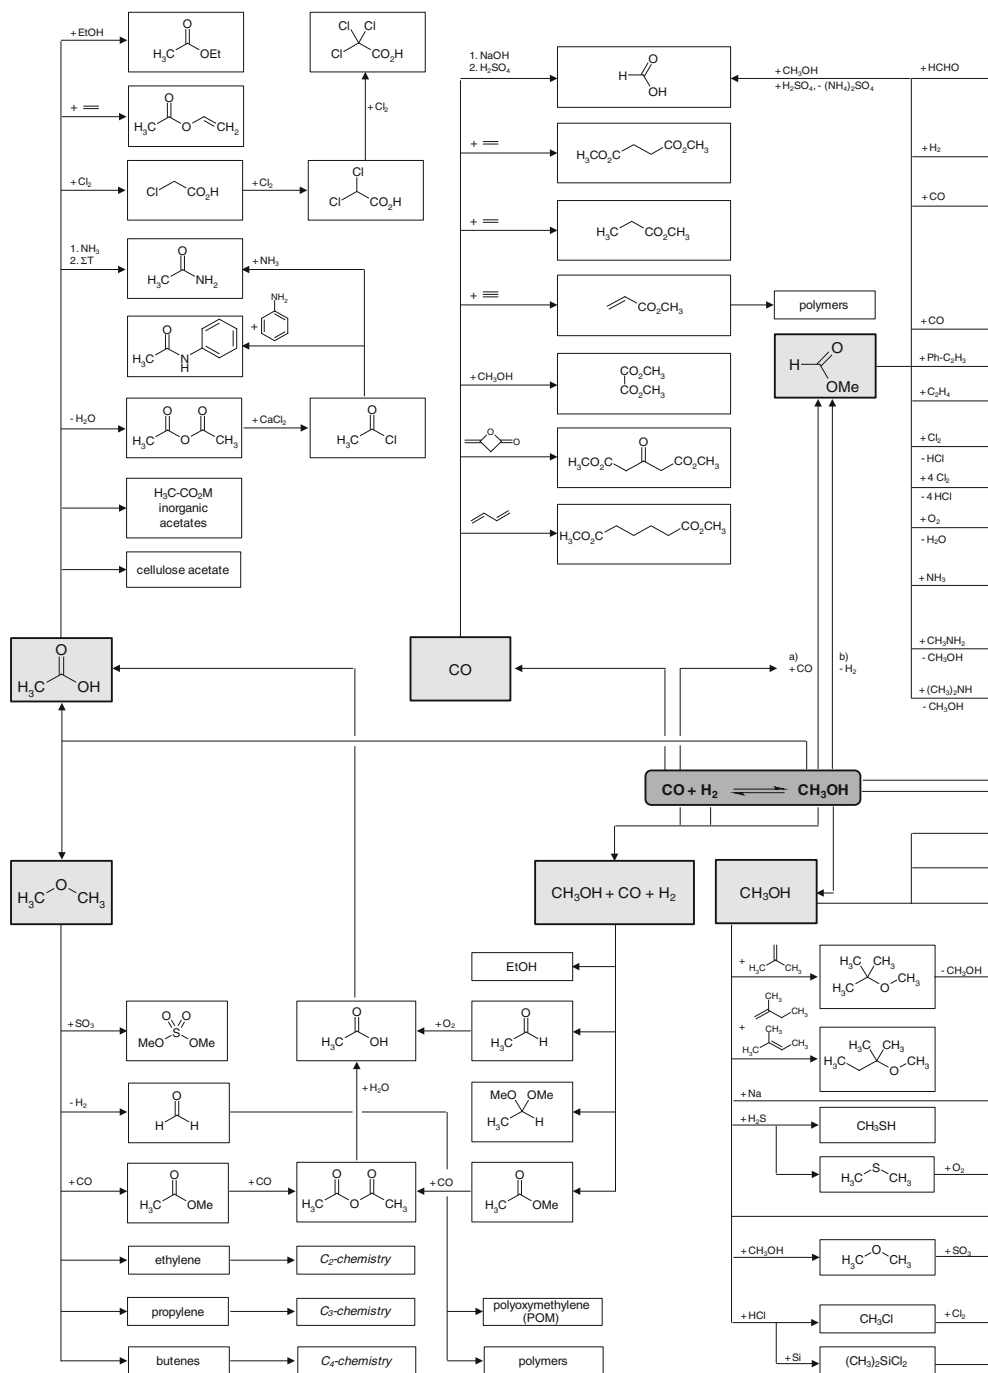 + EtOH
H₃C
O
OEt
Cl
Cl
Cl
CO₂H
+ Cl₂
+
H₃C
O
O
CH₂
+ Cl₂
Cl
CO₂H
+ Cl₂
Cl
Cl
CO₂H
1. NH₃
2. ΣT
H₃C
O
NH₂
+ NH₃
H₃C
O
N
H
+
NH₂
- H₂O
H₃C
O
O
O
CH₃
+ CaCl₂
H₃C
O
Cl
H₃C-CO₂M
inorganic
acetates
cellulose acetate
H₃C
O
OH
1. NaOH
2. H₂SO₄
H
O
OH
+ CH₃OH
+ H₂SO₄, - (NH₄)₂SO₄
+
H₃CO₂C
CO₂CH₃
+
H₃C
CO₂CH₃
+
CO₂CH₃
polymers
+ CH₃OH
CO₂CH₃
CO₂CH₃
O
O
H₃CO₂C
O
CO₂CH₃
H₃CO₂C
CO₂CH₃
CO
H
O
OMe
+ HCHO
+ H₂
+ CO
+ CO
+ Ph-C₂H₃
+ C₂H₄
+ Cl₂
- HCl
+ 4 Cl₂
- 4 HCl
+ O₂
- H₂O
+ NH₃
+ CH₃NH₂
- CH₃OH
+ (CH₃)₂NH
- CH₃OH
a)
+ CO
b)
- H₂
CO + H₂ ⇌ CH₃OH
H₃C
O
CH₃
CH₃OH + CO + H₂
CH₃OH
EtOH
+ SO₃
O
O
S
MeO
OMe
H₃C
O
OH
+ O₂
H₃C
O
H
- H₂
H
O
H
+ H₂O
MeO
OMe
H₃C
H
+ CO
H₃C
O
OMe
+ CO
H₃C
O
O
O
CH₃
+ CO
H₃C
O
OMe
ethylene
C₂-chemistry
propylene
C₃-chemistry
polyoxymethylene
(POM)
butenes
C₄-chemistry
polymers
+
H₃C
CH₃
H₃C
CH₃
H₃C
O
CH₃
- CH₃OH
CH₃
CH₃
+
CH₃
H₃C
CH₃
H₃C
CH₃
H₃C
O
CH₃
+ Na
+ H₂S
CH₃SH
H₃C
S
CH₃
+ O₂
+ CH₃OH
H₃C
O
CH₃
+ SO₃
+ HCl
CH₃Cl
+ Cl₂
+ Si
(CH₃)₂SiCl₂